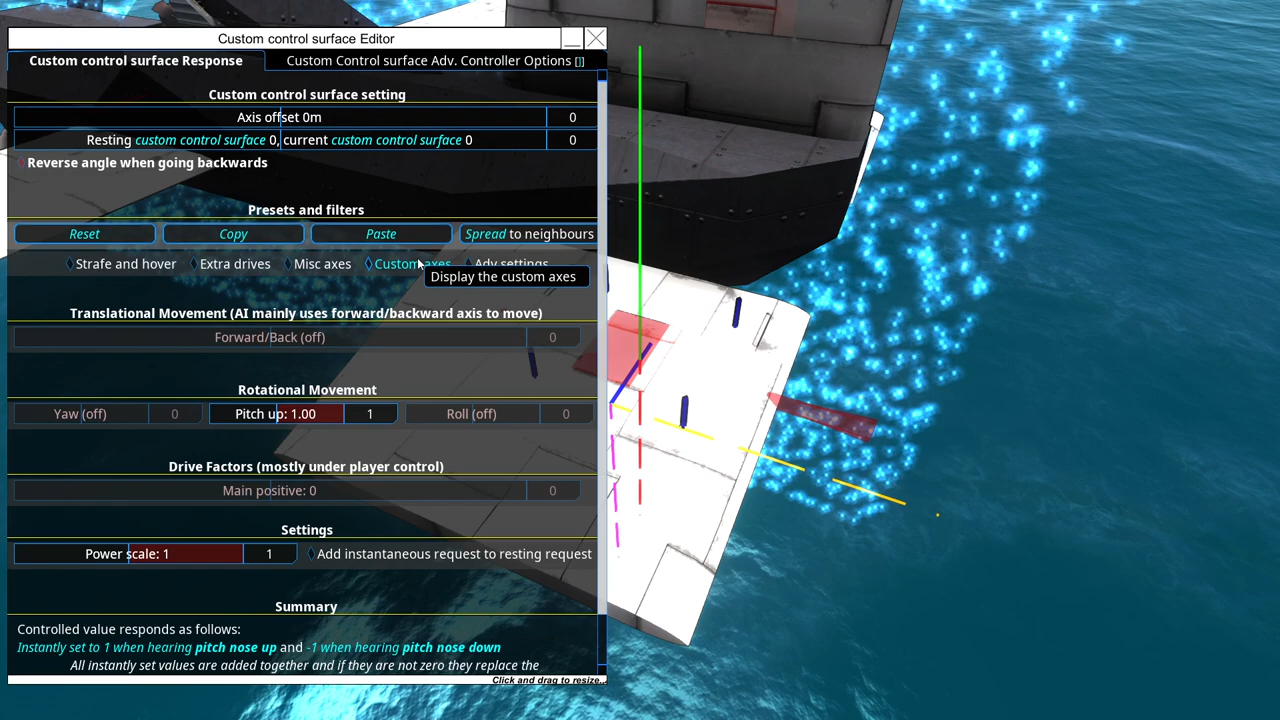 Custom control surface Editor
Custom control surface Response
Custom Control surface Adv. Controller Options []
Custom control surface setting
Axis offset 0m 0
Resting custom control surface 0, current custom control surface 0 0
Reverse angle when going backwards
Presets and filters
Reset Copy Paste Spread to neighbours
Strafe and hover Extra drives Misc axes Custom axes Adv settings
Display the custom axes
Translational Movement (AI mainly uses forward/backward axis to move)
Forward/Back (off) 0
Rotational Movement
Yaw (off) 0 Pitch up: 1.00 1 Roll (off) 0
Drive Factors (mostly under player control)
Main positive: 0 0
Settings
Power scale: 1 1 Add instantaneous request to resting request
Summary
Controlled value responds as follows:
Instantly set to 1 when hearing pitch nose up and -1 when hearing pitch nose down
All instantly set values are added together and if they are not zero they replace the
Click and drag to resize..